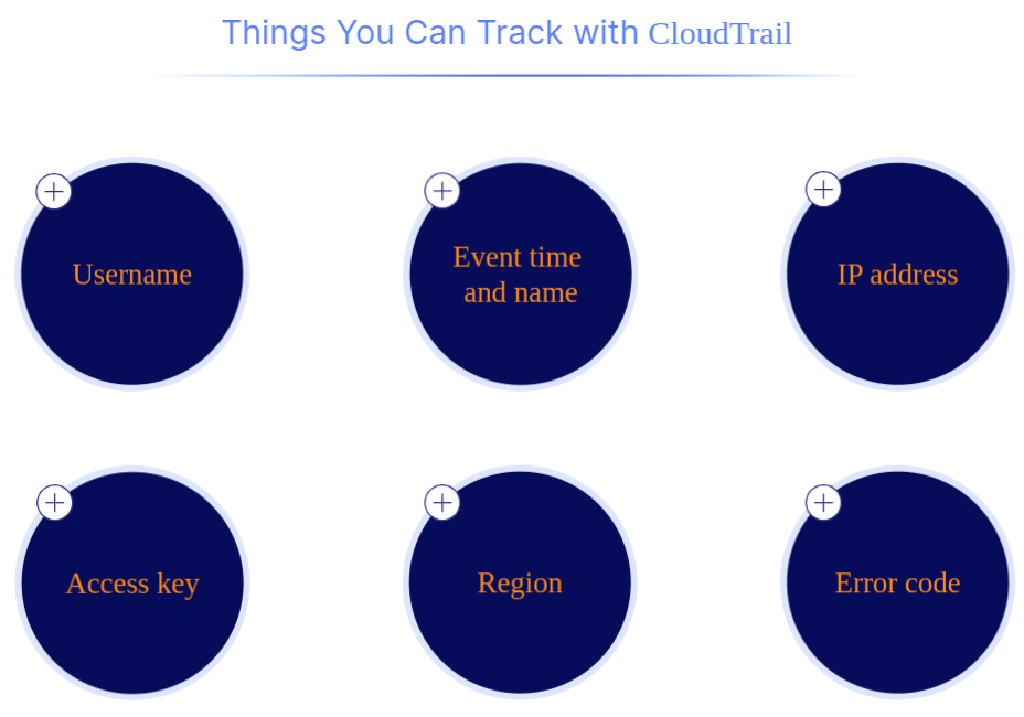 Things You Can Track with CloudTrail
Username
Event time
and name
IP address
Access key
Region
Error code